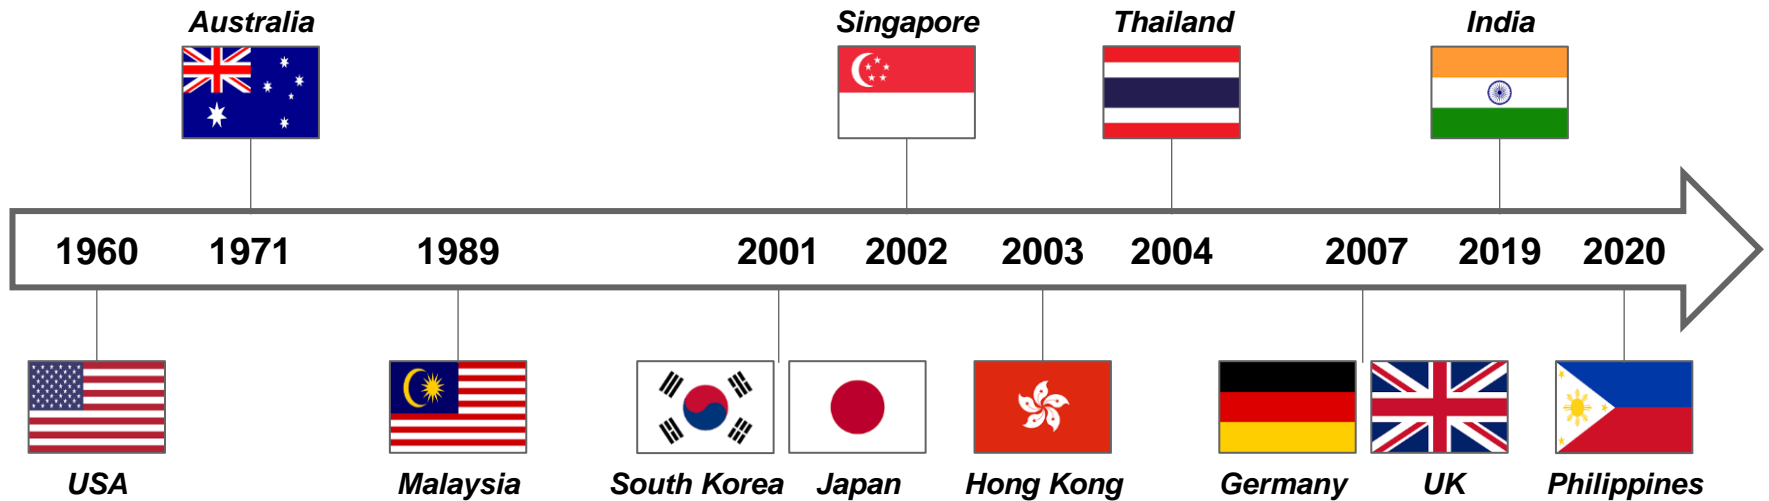 Australia
Singapore
Thailand
India
1960 1971 1989 2001 2002 2003 2004 2007 2019 2020
USA
Malaysia
South Korea
Japan
Hong Kong
Germany
UK
Philippines